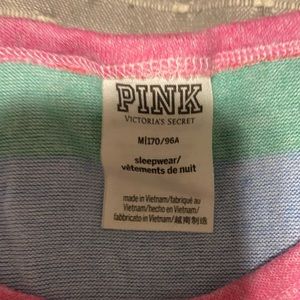 PINK
VICTORIA'S SECRET
M|170/96A
sleepwear/
vêtements de nuit
made in Vietnam/fabriqué au
Vietnam/hecho en Vietnam/
fabbricato in Vietnam/越南制造